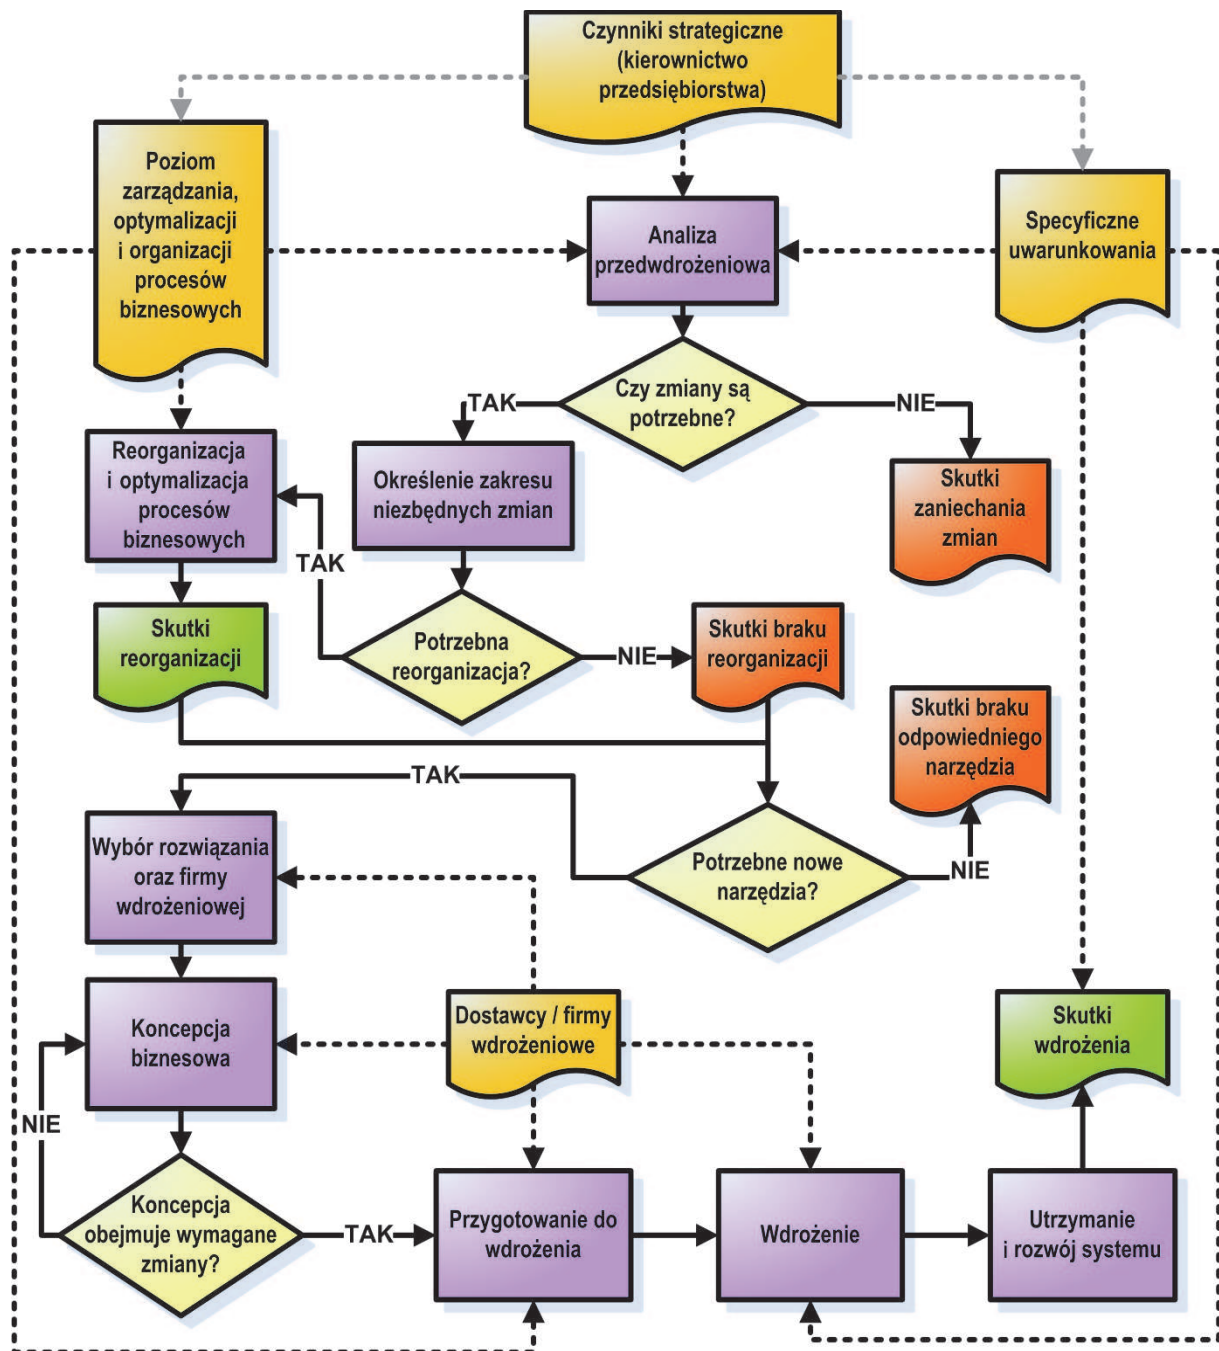 Czynniki strategiczne
(kierownictwo
przedsiębiorstwa)
Poziom
zarządzania,
optymalizacji
i organizacji
procesów
biznesowych
Analiza
przedwdrożeniowa
Specyficzne
uwarunkowania
Czy zmiany są
potrzebne?
TAK
NIE
Reorganizacja
i optymalizacja
procesów
biznesowych
Określenie zakresu
niezbędnych zmian
Skutki
zaniechania
zmian
TAK
Skutki
reorganizacji
Potrzebna
reorganizacja?
NIE
Skutki braku
reorganizacji
Skutki braku
odpowiedniego
narzędzia
TAK
Wybór rozwiązania
oraz firmy
wdrożeniowej
Potrzebne nowe
narzędzia?
NIE
Koncepcja
biznesowa
Dostawcy / firmy
wdrożeniowe
Skutki
wdrożenia
NIE
Koncepcja
obejmuje wymagane
zmiany?
TAK
Przygotowanie do
wdrożenia
Wdrożenie
Utrzymanie
i rozwój systemu